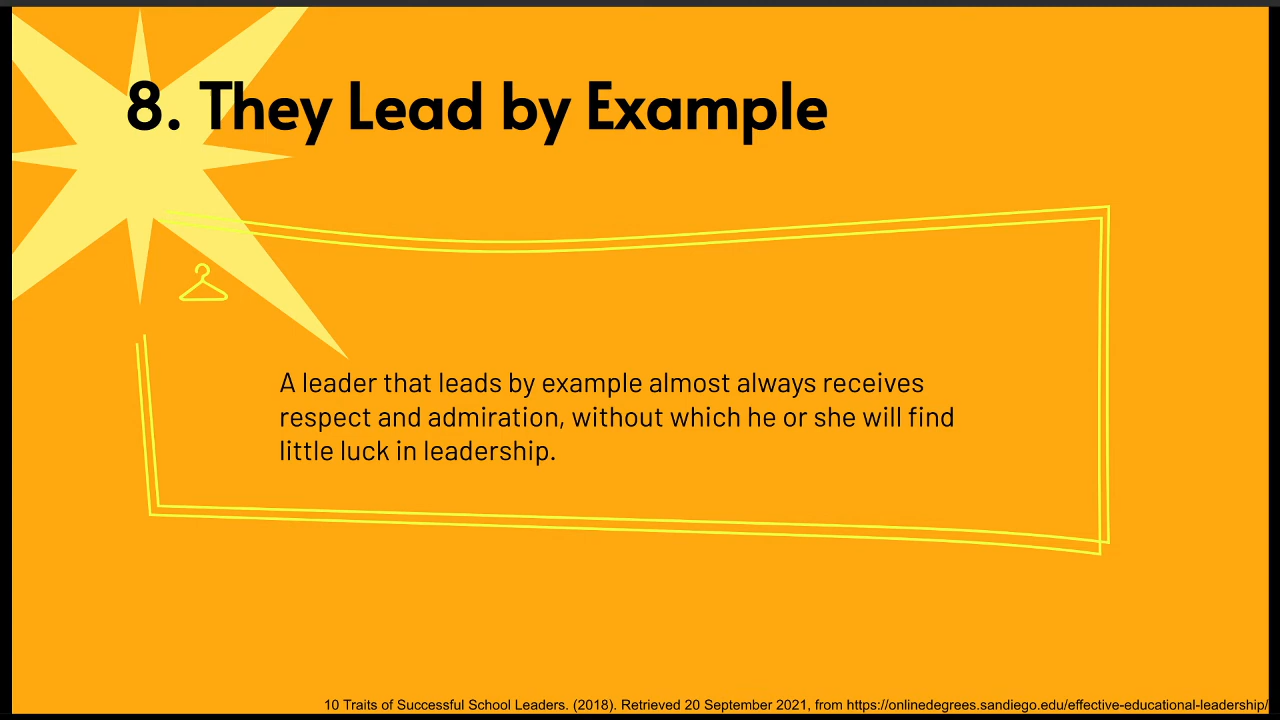 8. They Lead by Example
A leader that leads by example almost always receives
respect and admiration, without which he or she will find
little luck in leadership.
10 Traits of Successful School Leaders. (2018). Retrieved 20 September 2021, from https://onlinedegrees.sandiego.edu/effective-educational-leadership/